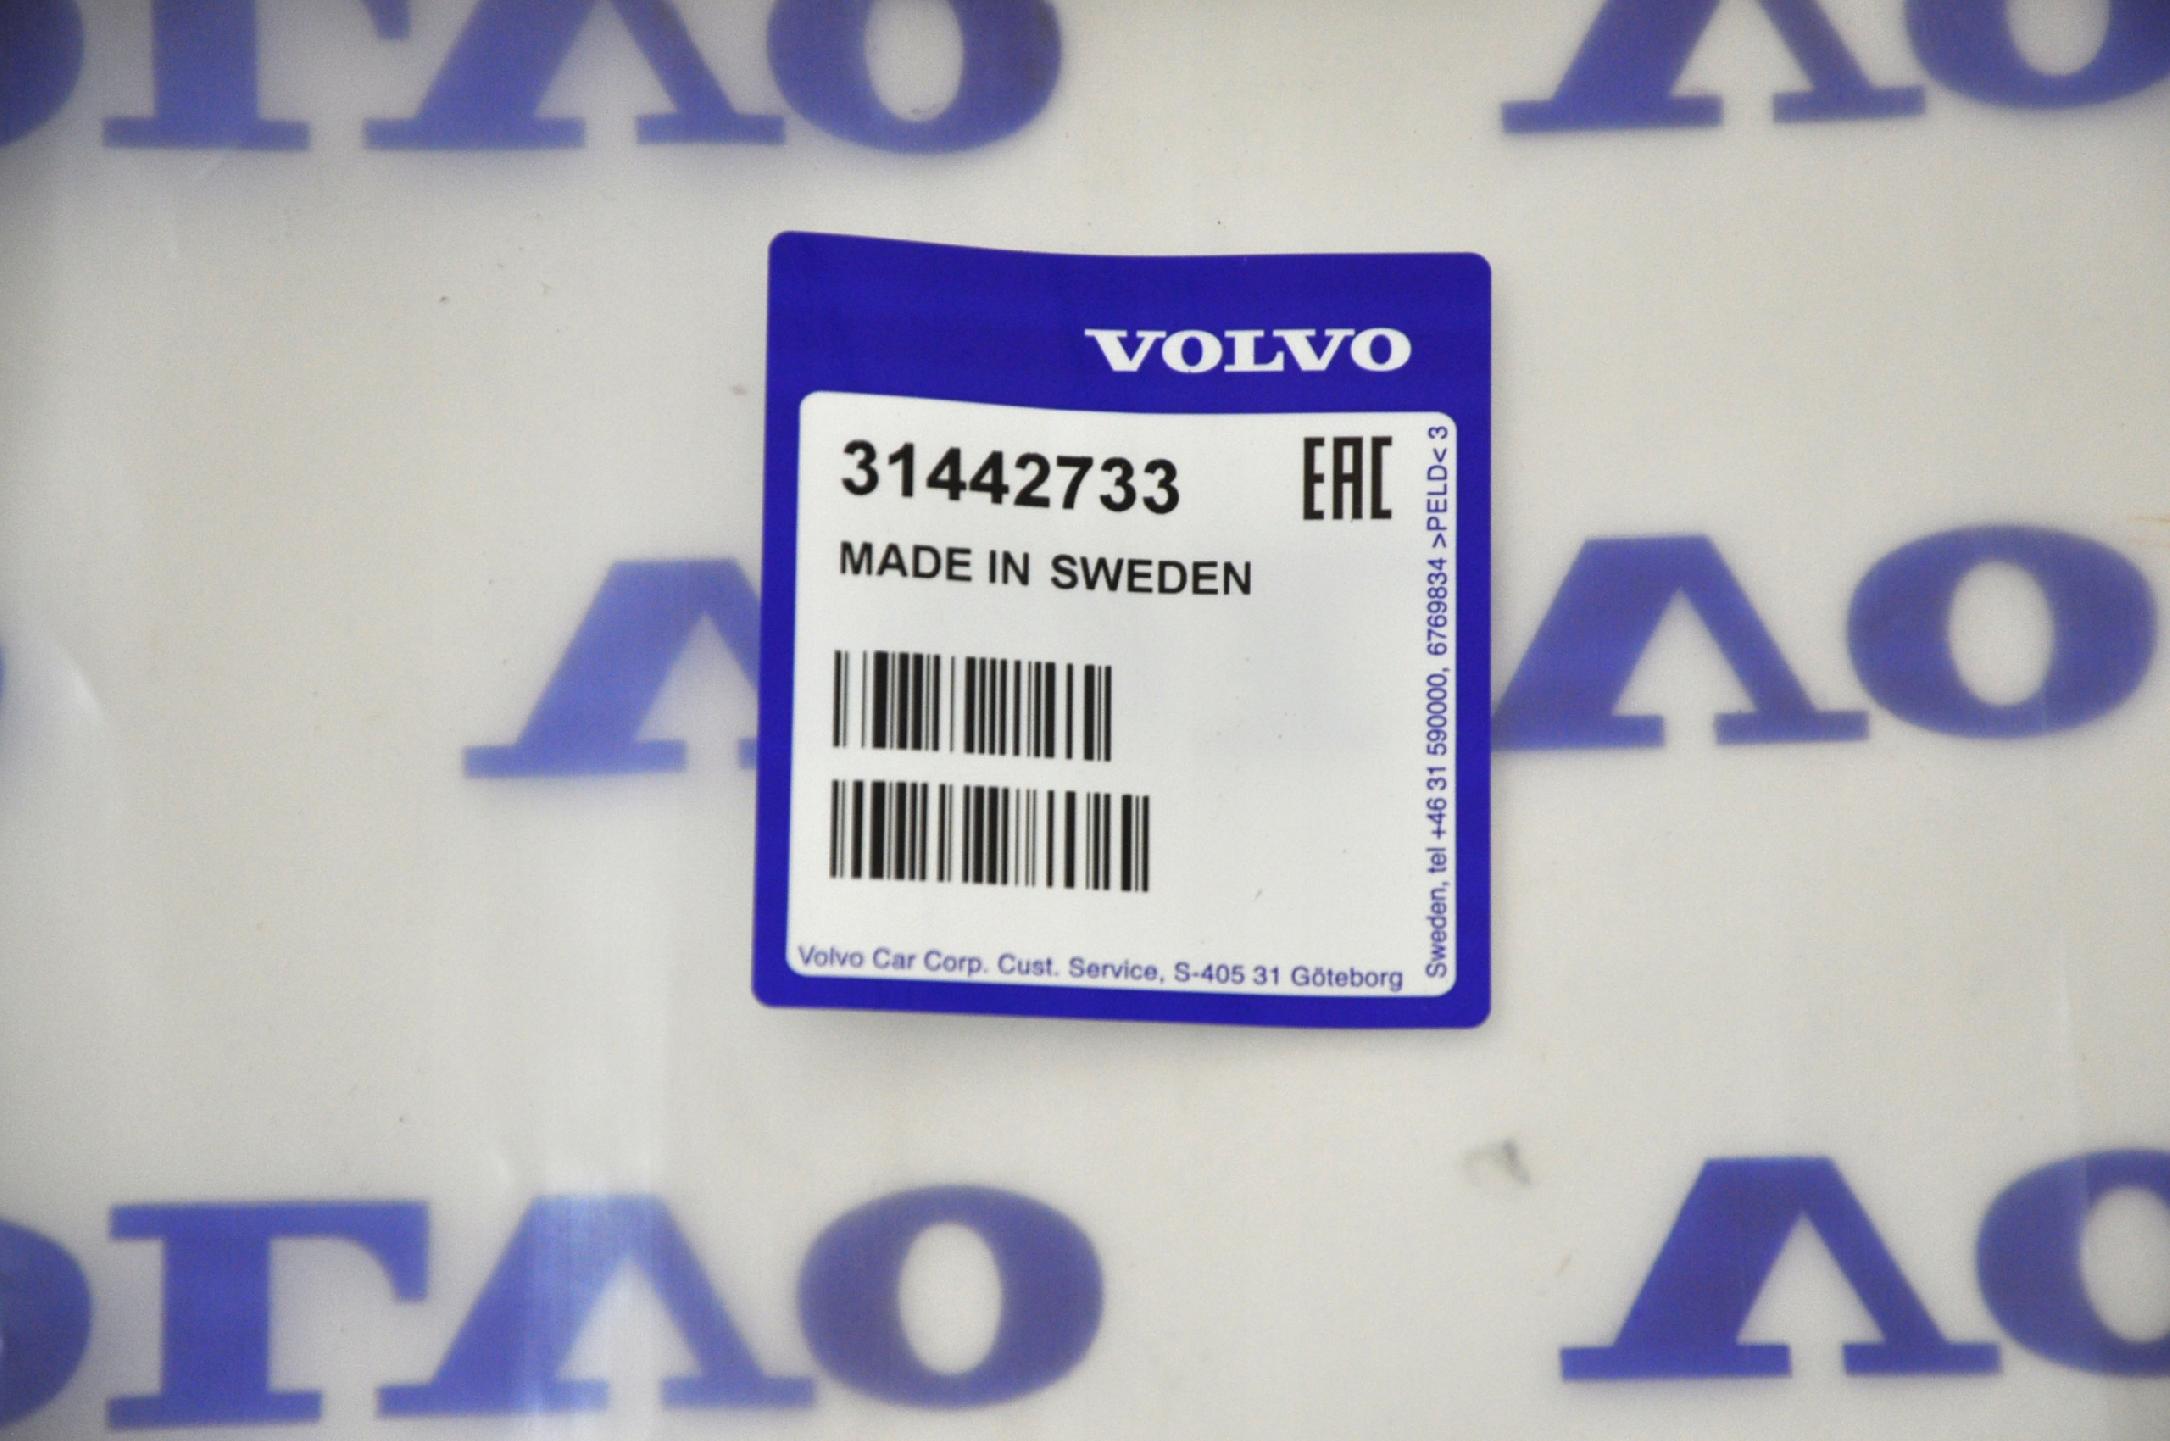 VOLVO
31442733
EAC
MADE IN SWEDEN
Volvo Car Corp. Cust. Service, S-405 31 Göteborg
Sweden, tel +46 31 590000, 6769834 >PELD< 3